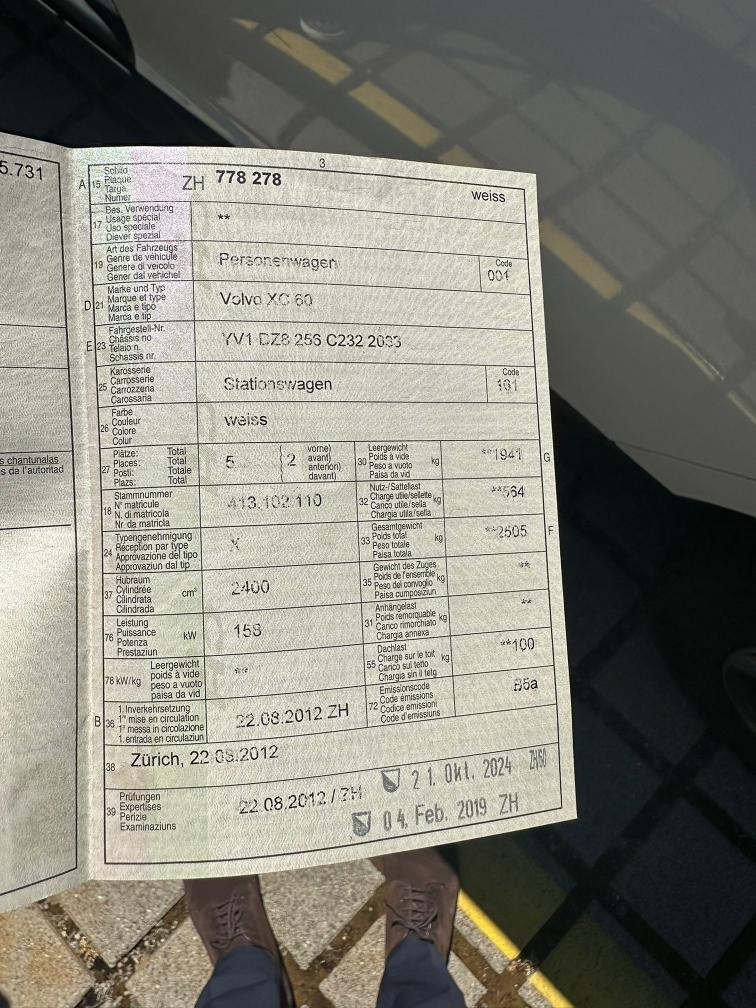 5.731
s chantunalas
s da l'autoritad
3
A 15 Schild Plaque Targa Numer ZH 778 278 weiss
17 Bes. Verwendung Usage spécial Uso speciale Diever spezial **
19 Art des Fahrzeugs Genre de véhicule Genere di veicolo Gener dal vehichel Personenwagen Code 001
D 21 Marke und Typ Marque et type Marca e tipo Marca e tip Volvo XC 60
E 23 Fahrgestell-Nr. Châssis no Telaio n. Schassis nr. YV1 DZ8 256 C232 2033
25 Karosserie Carrosserie Carrozzeria Carossaria Stationswagen Code 101
26 Farbe Couleur Colore Colur weiss
27 Plätze: Total Places: Total Posti: Totale Plazs: Total 5 2 vorne) avant) anterion) davant) 30 Leergewicht Poids à vide Peso a vuoto Paisa da vid kg **1941 G
18 Stammnummer N° matricule N. di matricola Nr. da matricla 413.102.110 32 Nutz-/Sattellast Charge utile/sellette Carico utile/sella Chargia utila/sella kg **564
24 Typengenehmigung Réception par type Approvazione del tipo Approvaziun dal tip X 33 Gesamtgewicht Poids total Peso totale Paisa totala kg **2505 F
37 Hubraum Cylindrée Cilindrata Cilindrada cm³ 2400 35 Gewicht des Zuges Poids de l'ensemble Peso del convoglio Paisa cumposiziun kg **
76 Leistung Puissance Potenza Prestaziun kW 158 31 Anhängelast Poids remorquable Carico rimorchiato Chargia annexa kg **
78 kW/kg Leergewicht poids à vide peso a vuoto paisa da vid ** 55 Dachlast Charge sur le toit Carico sul tetto Chargia sin il tetg kg **100
B 36 1. Inverkehrsetzung 1re mise en circulation 1a messa in circolazione 1. entrada en circulaziun 22.08.2012 ZH 72 Emissionscode Code émissions Codice emissioni Code d'emissiuns B5a
38 Zürich, 22.08.2012
39 Prüfungen Expertises Perizie Examinaziuns 22.08.2012 / ZH 21. Okt. 2024 ZH50
04. Feb. 2019 ZH